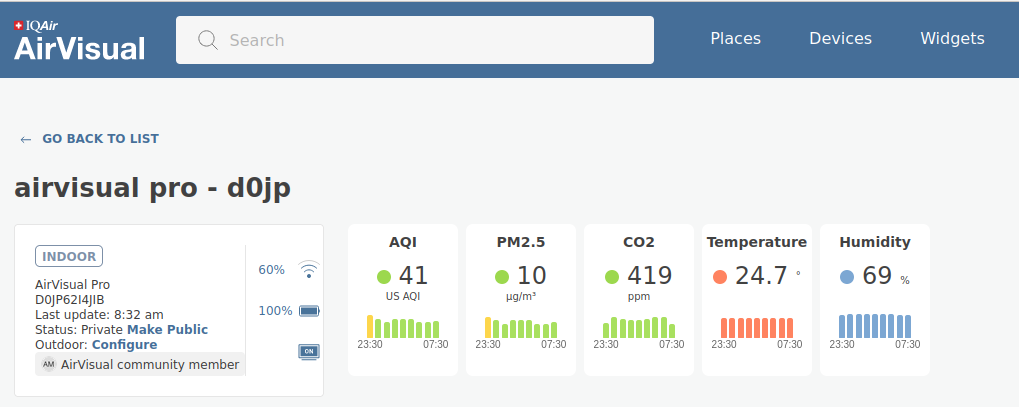 IQAir
AirVisual
Search
Places
Devices
Widgets
← GO BACK TO LIST
airvisual pro - d0jp
INDOOR
AirVisual Pro
D0JP62I4JIB
Last update: 8:32 am
Status: Private Make Public
Outdoor: Configure
AM AirVisual community member
60%
100%
ON
AQI
41
US AQI
23:30 07:30
PM2.5
10
µg/m³
23:30 07:30
CO2
419
ppm
23:30 07:30
Temperature
24.7 °
23:30 07:30
Humidity
69 %
23:30 07:30